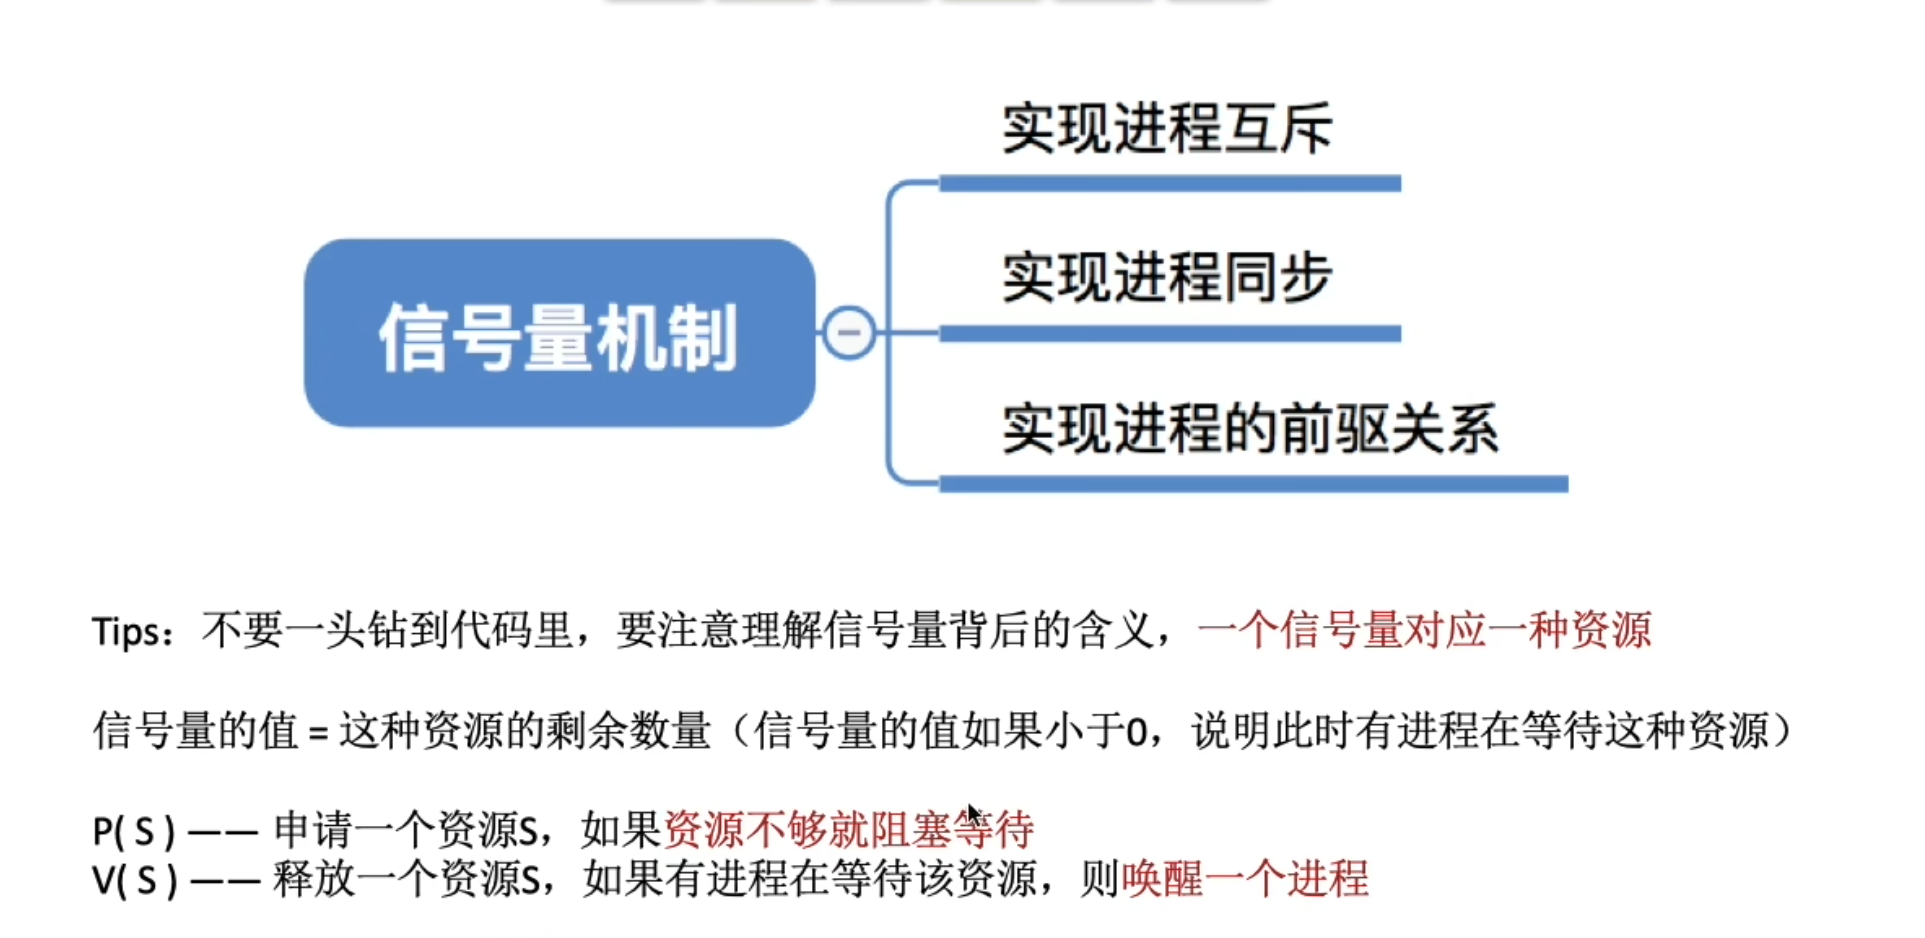 实现进程互斥
实现进程同步
信号量机制
实现进程的前驱关系
Tips：不要一头钻到代码里，要注意理解信号量背后的含义，一个信号量对应一种资源
信号量的值 = 这种资源的剩余数量（信号量的值如果小于0，说明此时有进程在等待这种资源）
P( S ) —— 申请一个资源S，如果资源不够就阻塞等待
V( S ) —— 释放一个资源S，如果有进程在等待该资源，则唤醒一个进程